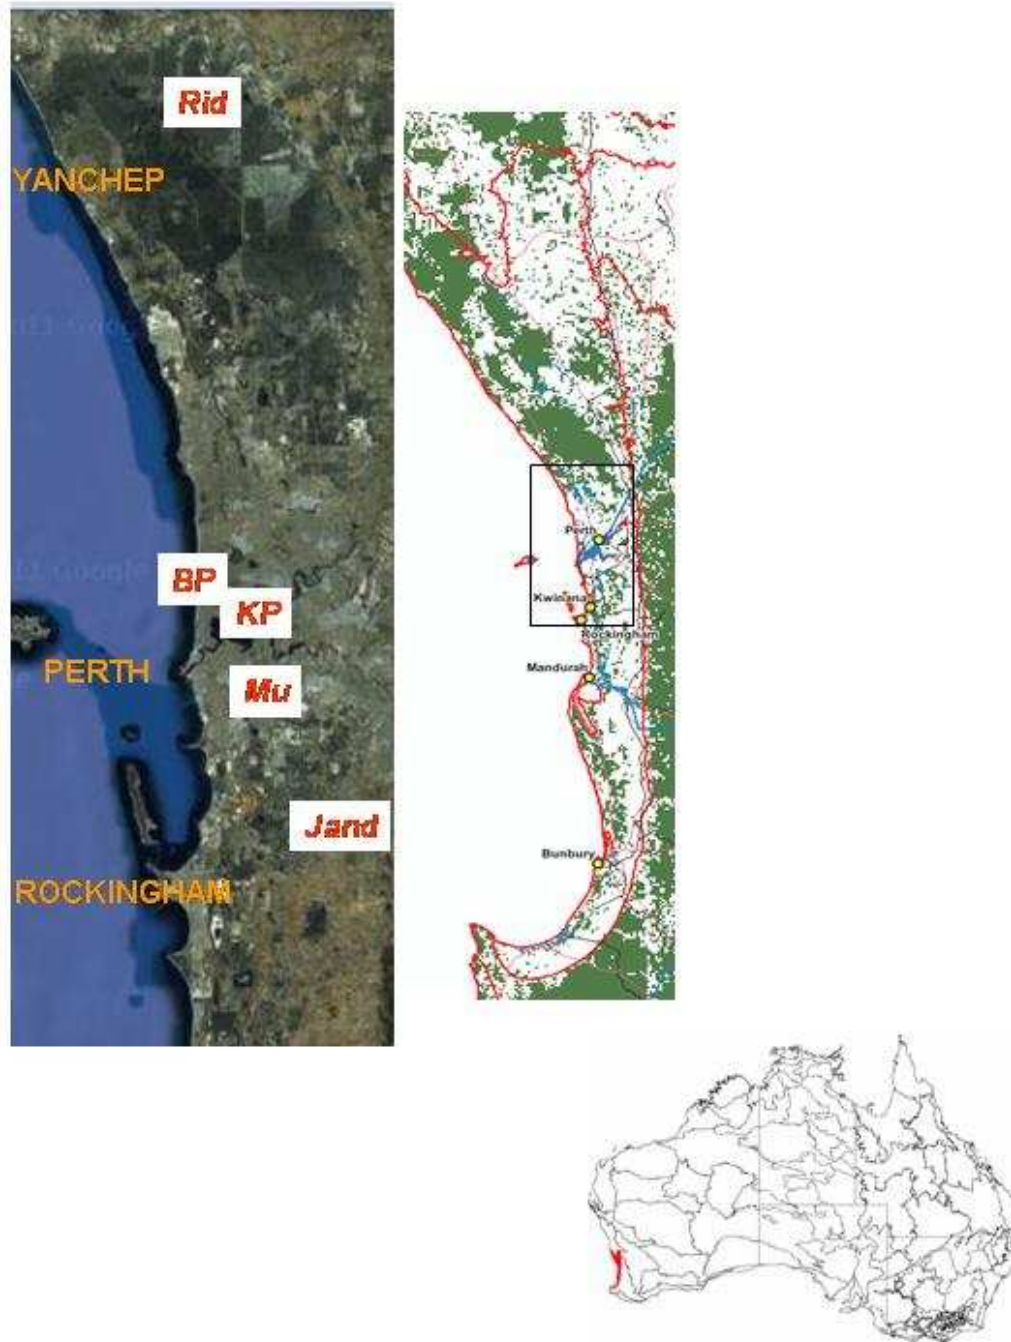 Rid
YANCHEP
BP
KP
PERTH
Mu
Jand
ROCKINGHAM
Perth
Kwinana
Rockingham
Mandurah
Bunbury